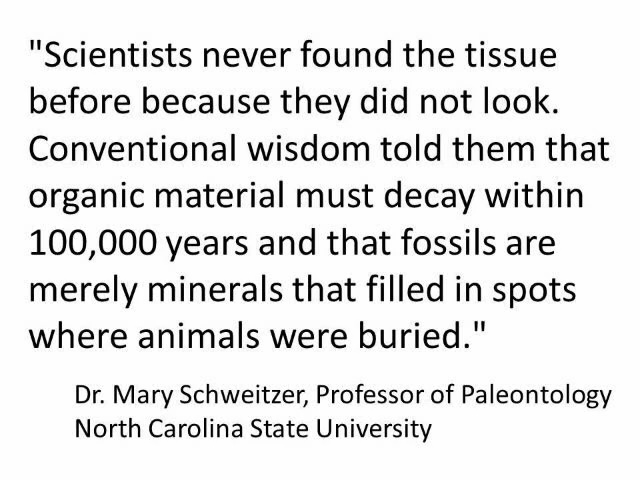 "Scientists never found the tissue
before because they did not look.
Conventional wisdom told them that
organic material must decay within
100,000 years and that fossils are
merely minerals that filled in spots
where animals were buried."
Dr. Mary Schweitzer, Professor of Paleontology
North Carolina State University